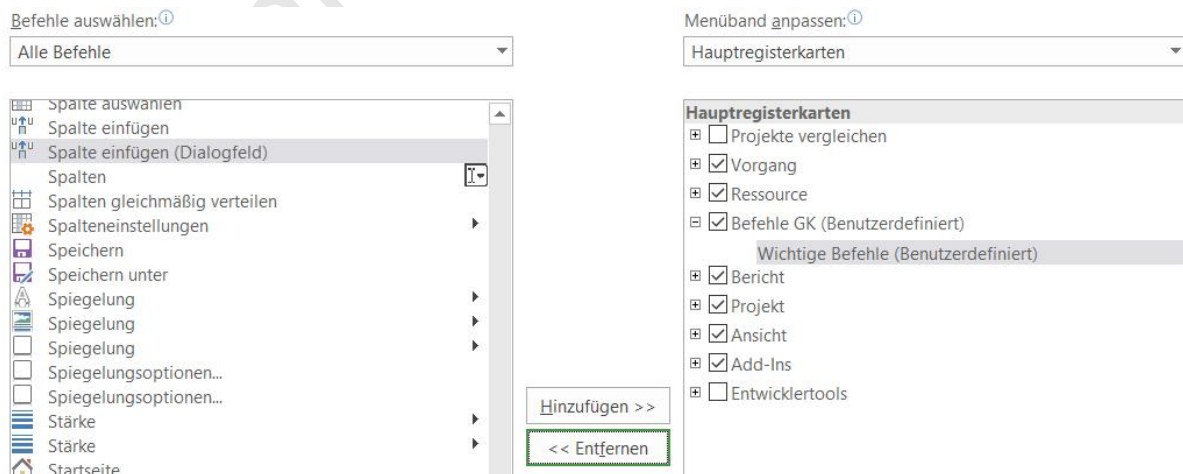 Befehle auswählen:
Alle Befehle
Spalte auswählen
Spalte einfügen
Spalte einfügen (Dialogfeld)
Spalten
Spalten gleichmäßig verteilen
Spalteneinstellungen
Speichern
Speichern unter
Spiegelung
Spiegelung
Spiegelung
Spiegelungsoptionen...
Spiegelungsoptionen...
Stärke
Stärke
Startseite
Hinzufügen >>
<< Entfernen
Menüband anpassen:
Hauptregisterkarten
Hauptregisterkarten
Projekte vergleichen
Vorgang
Ressource
Befehle GK (Benutzerdefiniert)
Wichtige Befehle (Benutzerdefiniert)
Bericht
Projekt
Ansicht
Add-Ins
Entwicklertools